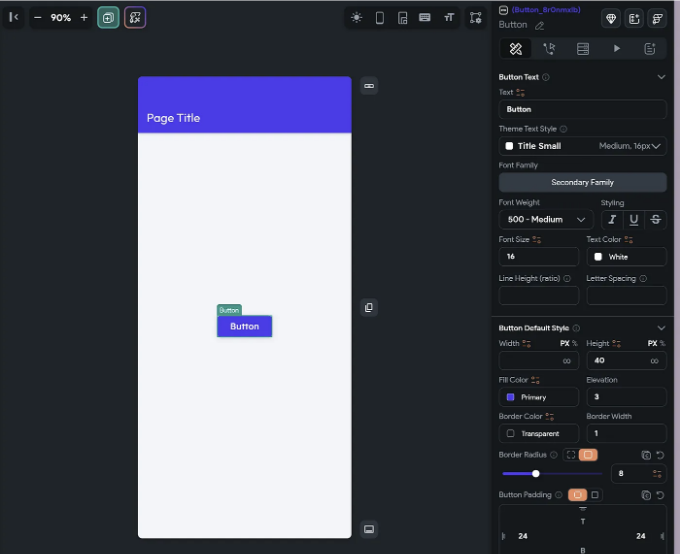 90%
(Button_8r0nmxlb)
Button
Button Text
Text
Button
Theme Text Style
Title Small Medium, 16px
Font Family
Secondary Family
Font Weight Styling
500 - Medium I U S
Font Size Text Color
16 White
Line Height (ratio) Letter Spacing
Button Default Style
Width PX % Height PX %
∞ 40 ∞
Fill Color Elevation
Primary 3
Border Color Border Width
Transparent 1
Border Radius
8
Button Padding
T
24 24
B
Page Title
Button
Button